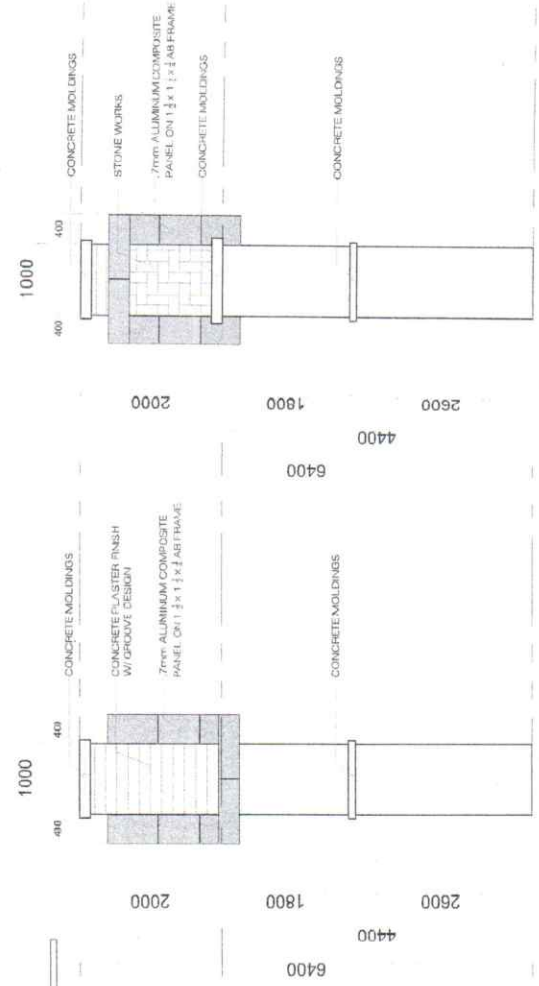 CONCRETE MOLDINGS
STONE WORKS
.7mm ALUMINUM COMPOSITE
PANEL ON 1 ½ x 1 ½ x ¼ AB FRAME
CONCRETE MOLDINGS
CONCRETE MOLDINGS
1000
400
400
2000
1800
2600
4400
6400
CONCRETE MOLDINGS
CONCRETE PLASTER FINISH
W/ GROOVE DESIGN
.7mm ALUMINUM COMPOSITE
PANEL ON 1 ½ x 1 ½ x ¼ AB FRAME
CONCRETE MOLDINGS
1000
400
400
2000
1800
2600
4400
6400